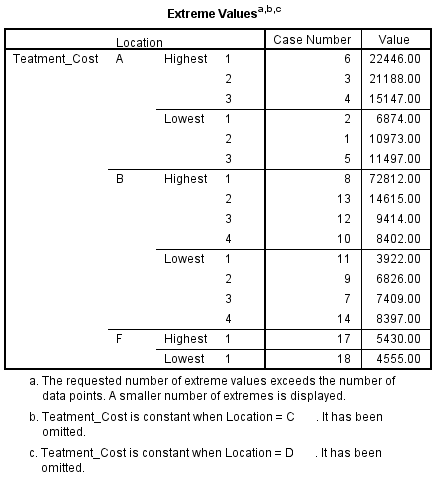 Extreme Values a,b,c
Location Case Number Value
Teatment_Cost A Highest 1 6 22446.00
2 3 21188.00
3 4 15147.00
Lowest 1 2 6874.00
2 1 10973.00
3 5 11497.00
B Highest 1 8 72812.00
2 13 14615.00
3 12 9414.00
4 10 8402.00
Lowest 1 11 3922.00
2 9 6826.00
3 7 7409.00
4 14 8397.00
F Highest 1 17 5430.00
Lowest 1 18 4555.00
a. The requested number of extreme values exceeds the number of
data points. A smaller number of extremes is displayed.
b. Teatment_Cost is constant when Location = C . It has been
omitted.
c. Teatment_Cost is constant when Location = D . It has been
omitted.